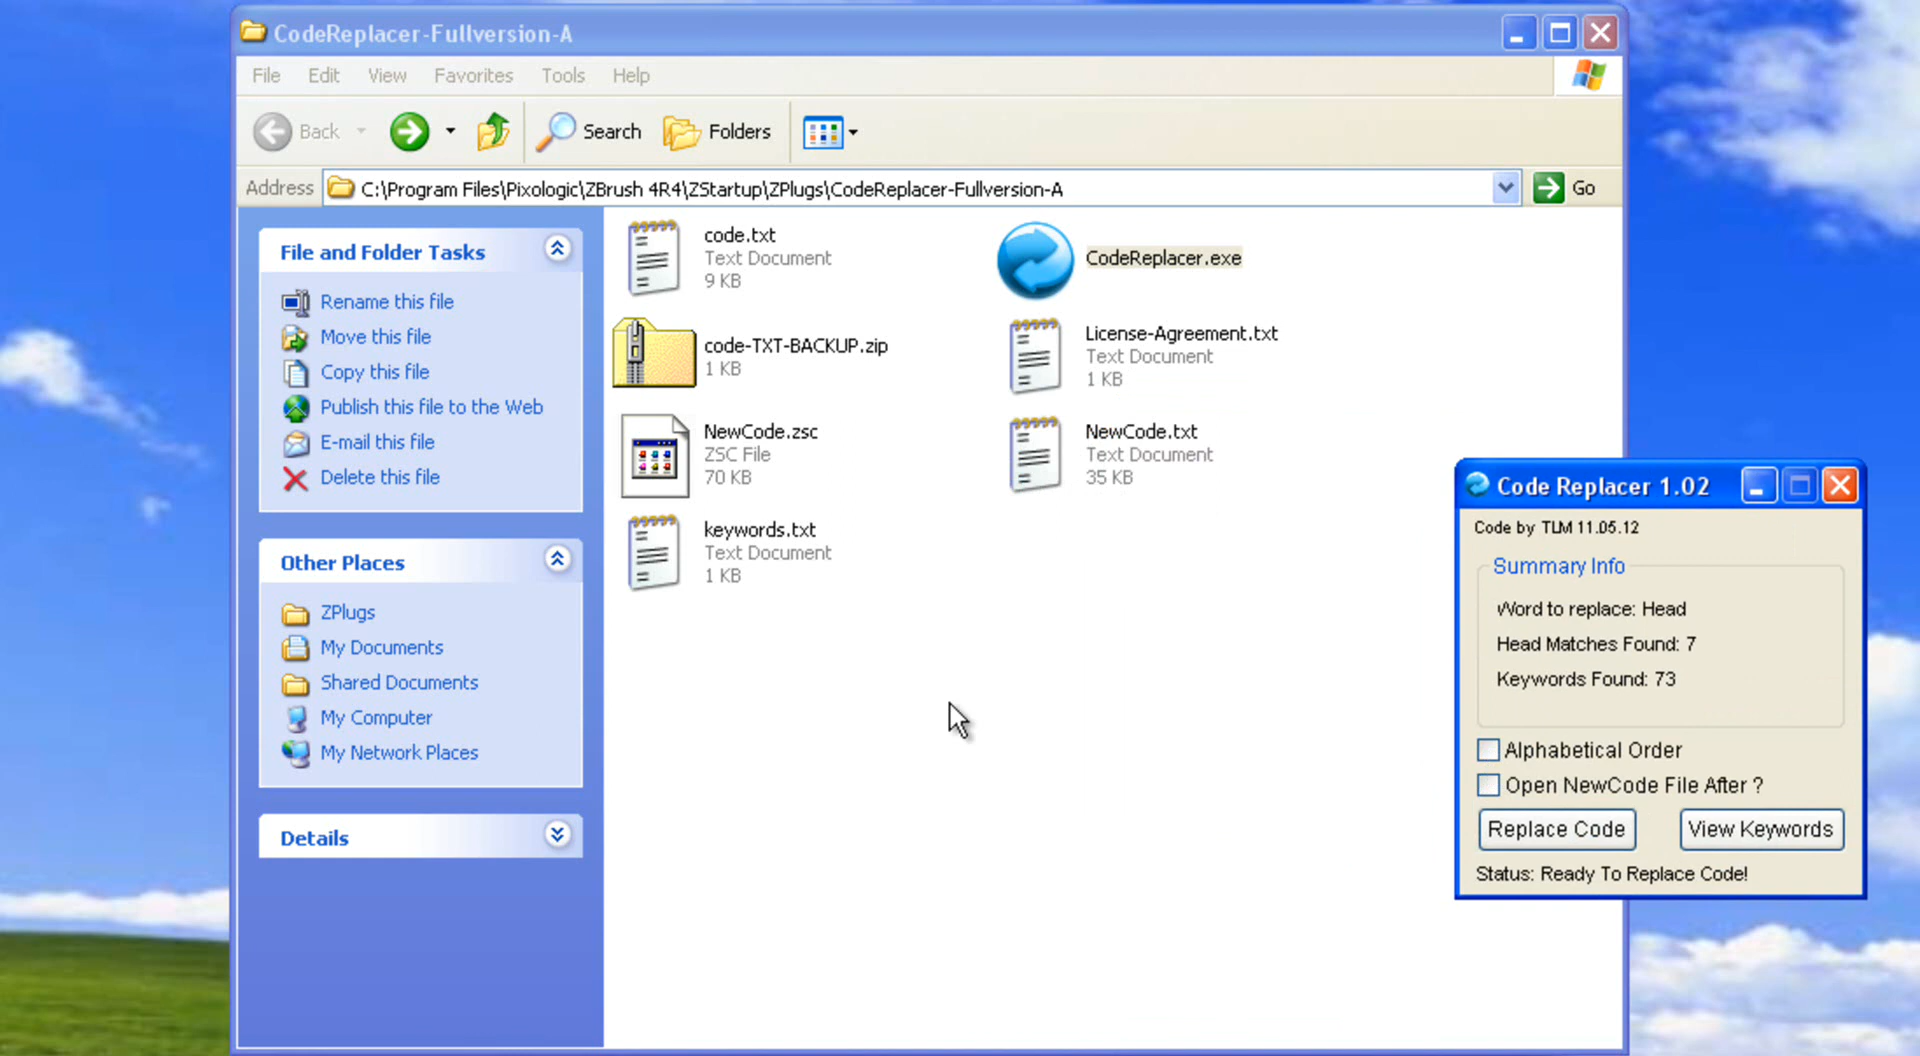 CodeReplacer-Fullversion-A
File Edit View Favorites Tools Help
Back Search Folders
Address C:\Program Files\Pixologic\ZBrush 4R4\ZStartup\ZPlugs\CodeReplacer-Fullversion-A Go
File and Folder Tasks
Rename this file
Move this file
Copy this file
Publish this file to the Web
E-mail this file
Delete this file
Other Places
ZPlugs
My Documents
Shared Documents
My Computer
My Network Places
Details
code.txt
Text Document
9 KB
CodeReplacer.exe
code-TXT-BACKUP.zip
1 KB
License-Agreement.txt
Text Document
1 KB
NewCode.zsc
ZSC File
70 KB
NewCode.txt
Text Document
35 KB
keywords.txt
Text Document
1 KB
Code Replacer 1.02
Code by TLM 11.05.12
Summary Info
Word to replace: Head
Head Matches Found: 7
Keywords Found: 73
Alphabetical Order
Open NewCode File After ?
Replace Code View Keywords
Status: Ready To Replace Code!